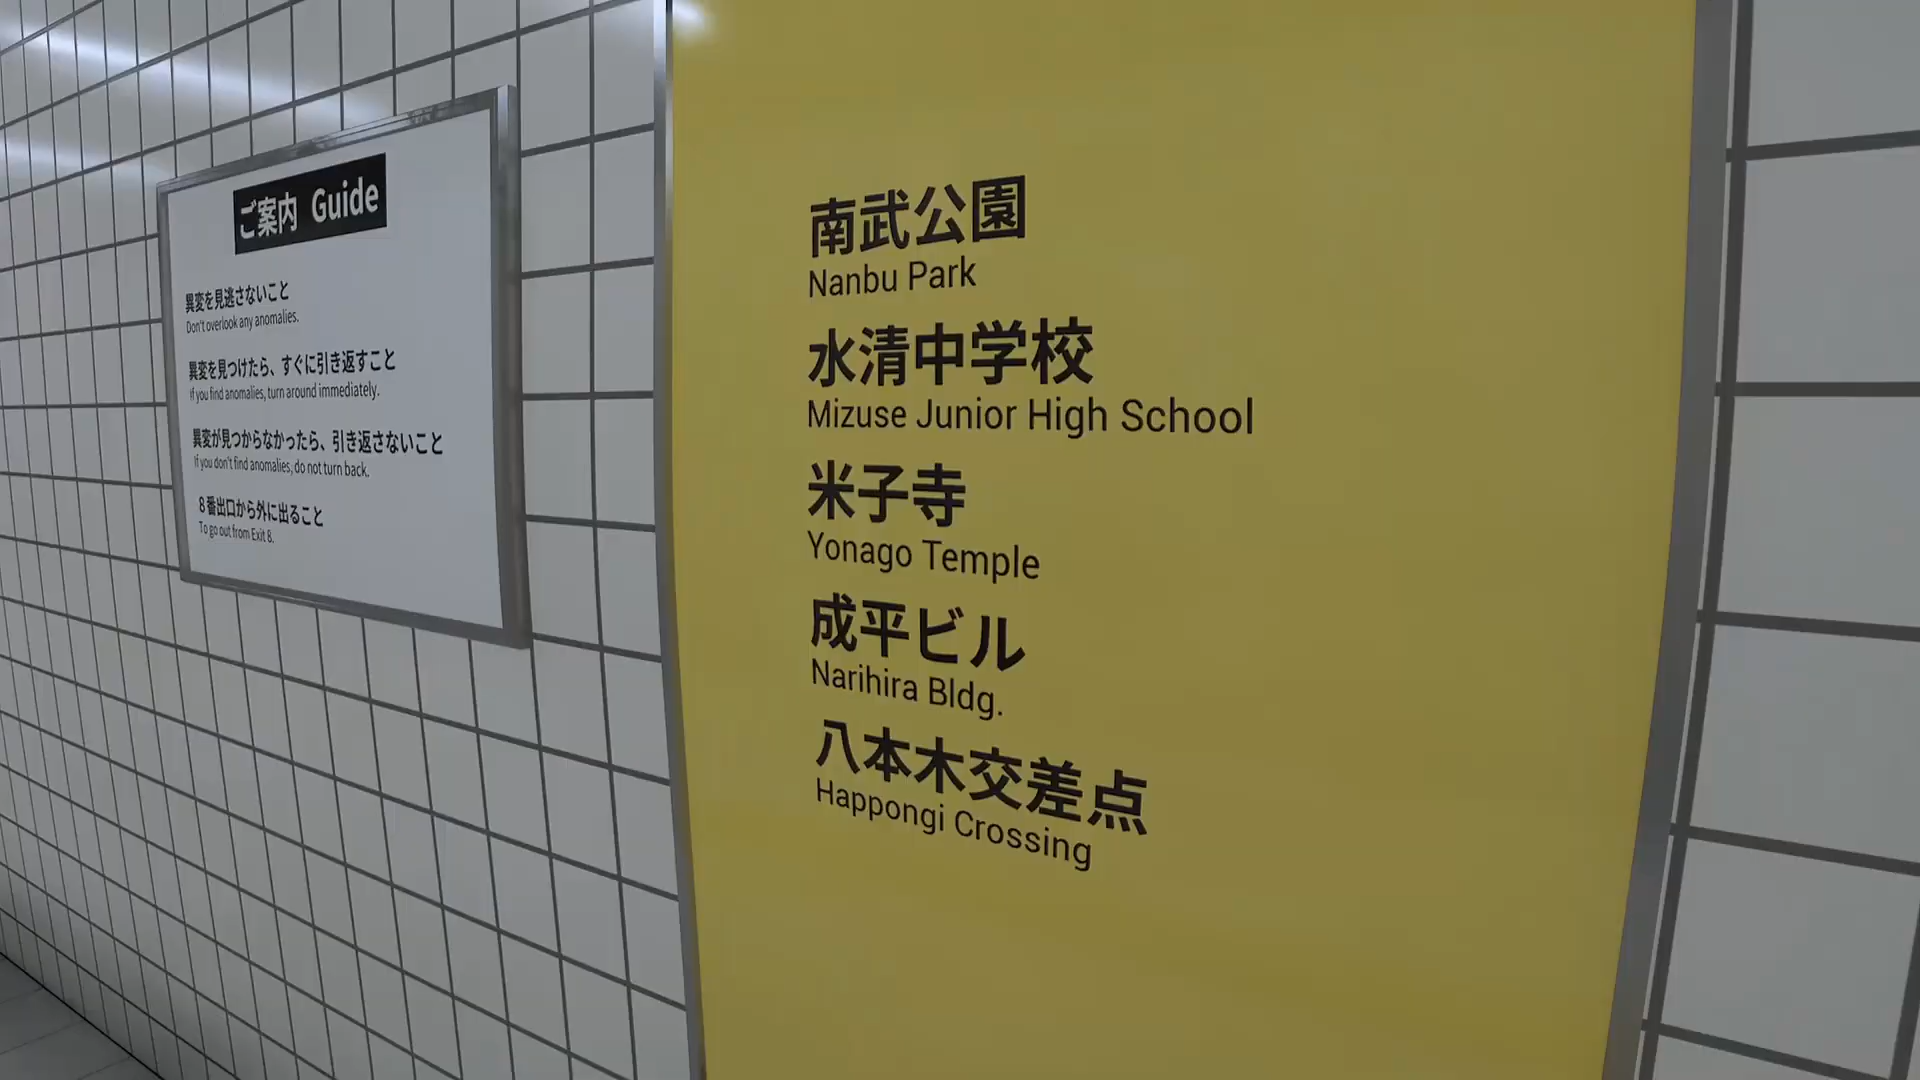 ご案内 Guide
異変を見逃さないこと
Don't overlook any anomalies.
異変を見つけたら、すぐに引き返すこと
If you find anomalies, turn around immediately.
異変が見つからなかったら、引き返さないこと
If you don't find anomalies, do not turn back.
8番出口から外に出ること
To go out from Exit 8.
南武公園
Nanbu Park
水清中学校
Mizuse Junior High School
米子寺
Yonago Temple
成平ビル
Narihira Bldg.
八本木交差点
Happongi Crossing